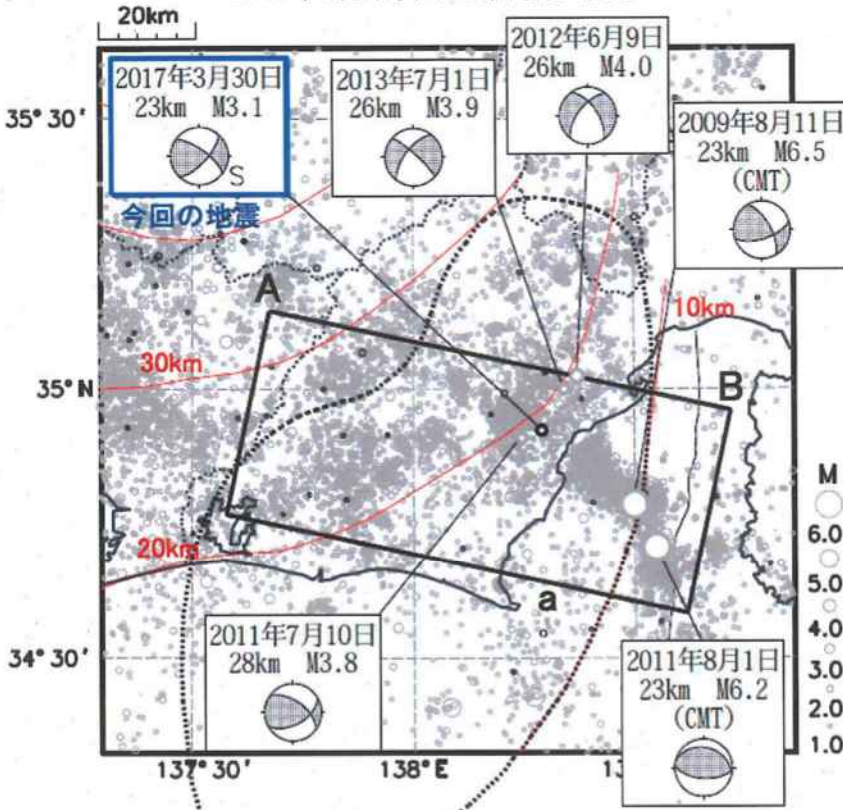 20km
2017年3月30日
23km M3.1
S
今回の地震
2013年7月1日
26km M3.9
2012年6月9日
26km M4.0
2009年8月11日
23km M6.5
(CMT)
35°30′
A
30km
10km
35°N
B
20km
a
2011年7月10日
28km M3.8
2011年8月1日
23km M6.2
(CMT)
34°30′
137°30′
138°E
M
6.0
5.0
4.0
3.0
2.0
1.0